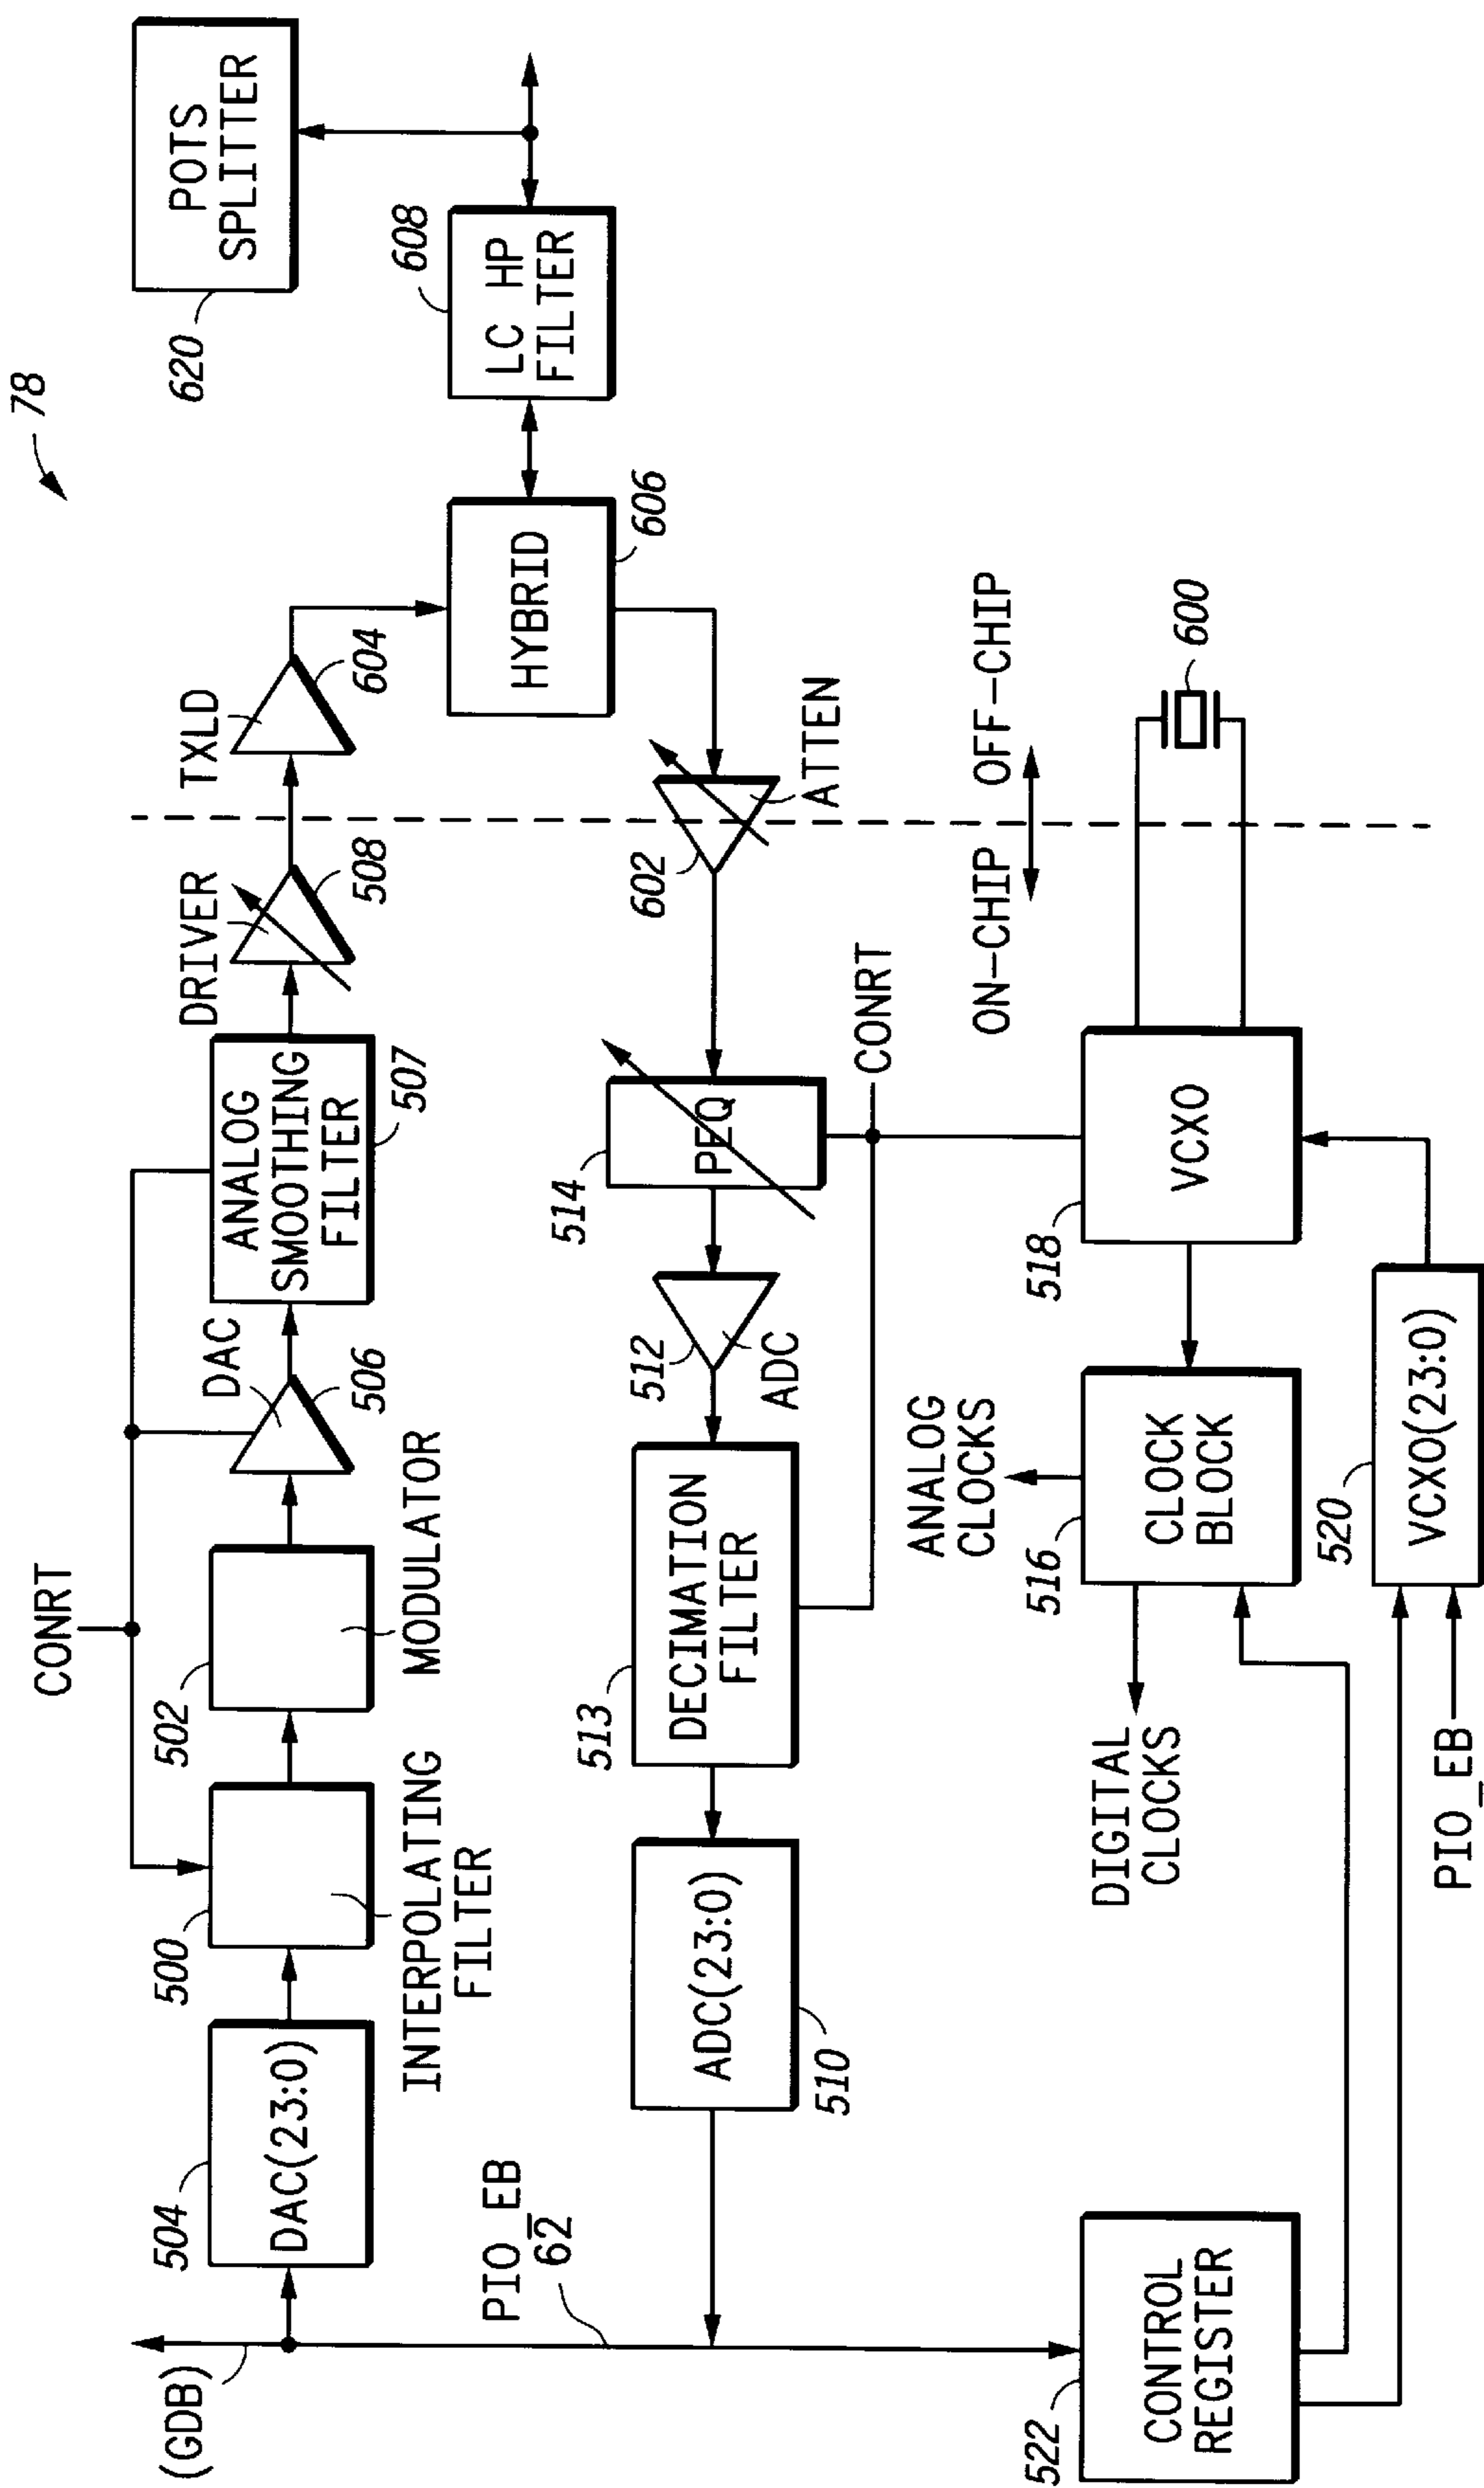 78
CONRT
(GDB)
504
DAC(23:0)
500
INTERPOLATING
FILTER
502
MODULATOR
DAC
506
ANALOG
SMOOTHING
FILTER
507
DRIVER
508
TXLD
604
620
POTS
SPLITTER
608
LC HP
FILTER
HYBRID
606
PIO_EB
62
ADC(23:0)
510
513
DECIMATION
FILTER
512
ADC
514
PEQ
602
ATTEN
CONRT
ON-CHIP
OFF-CHIP
522
CONTROL
REGISTER
DIGITAL
CLOCKS
ANALOG
CLOCKS
516
CLOCK
BLOCK
518
VCXO
600
PIO_EB
520
VCXO(23:0)